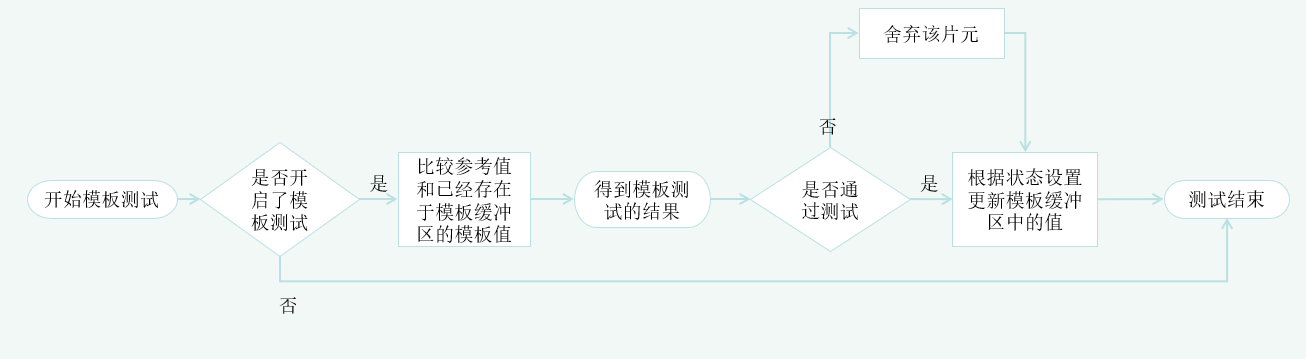 开始模板测试
是否开
启了模
板测试
是
否
比较参考值
和已经存在
于模板缓冲
区的模板值
得到模板测
试的结果
是否通
过测试
否
舍弃该片元
是
根据状态设置
更新模板缓冲
区中的值
测试结束